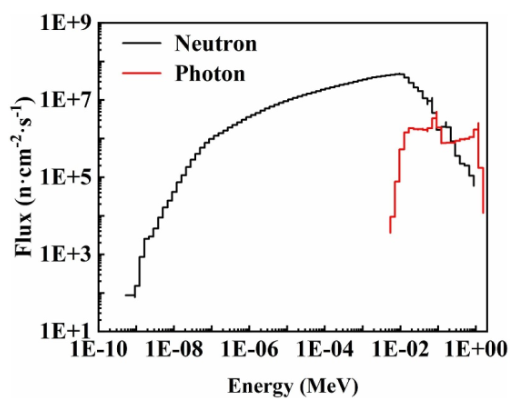 1E+9
1E+7
1E+5
1E+3
1E+1
Flux (n·cm⁻²·s⁻¹)
Neutron
Photon
1E-10 1E-08 1E-06 1E-04 1E-02 1E+00
Energy (MeV)